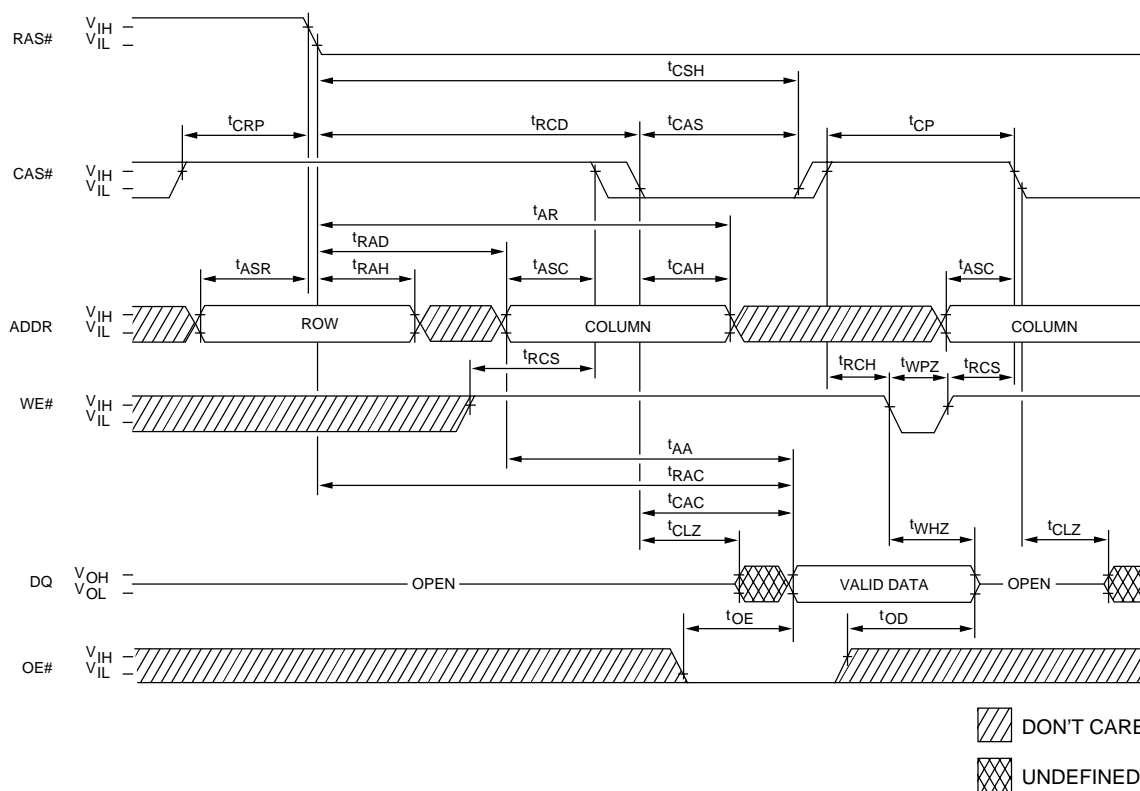 RAS# VIH
VIL
tCSH
tCRP tRCD tCAS tCP
CAS# VIH
VIL
tAR
tRAD
tASR tRAH tASC tCAH tASC
ADDR VIH
VIL
ROW COLUMN COLUMN
tRCS tRCH tWPZ tRCS
WE# VIH
VIL
tAA
tRAC
tCAC
tCLZ tWHZ tCLZ
DQ VOH
VOL
OPEN VALID DATA OPEN
tOE tOD
OE# VIH
VIL
DON'T CARE
UNDEFINED